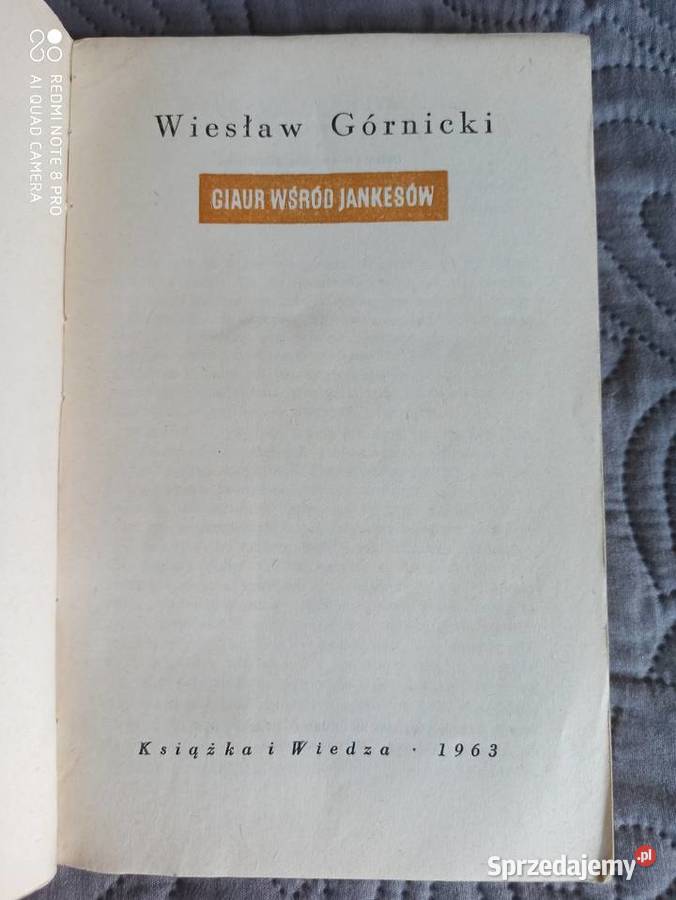 Wiesław Górnicki
GIAUR WŚRÓD JANKESÓW
Książka i Wiedza · 1963
REDMI NOTE 8 PRO
AI QUAD CAMERA
Sprzedajemy.pl